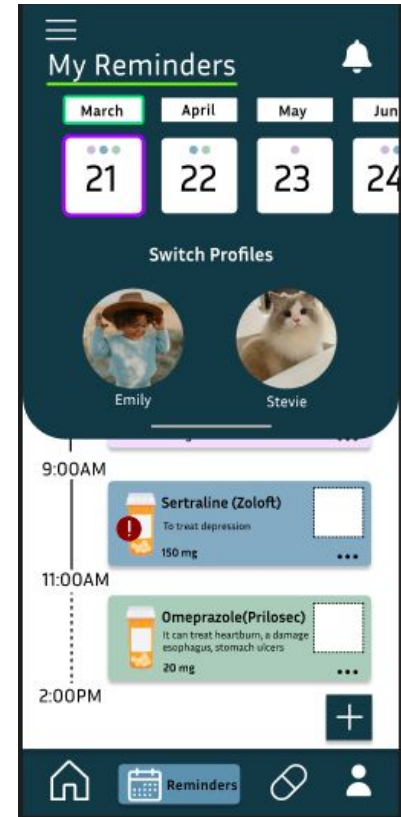 My Reminders
March April May Jun
21 22 23 24
Switch Profiles
Emily Stevie
9:00AM
Sertraline (Zoloft)
To treat depression
150 mg
11:00AM
Omeprazole(Prilosec)
It can treat heartburn, a damage
esophagus, stomach ulcers
20 mg
2:00PM
Reminders